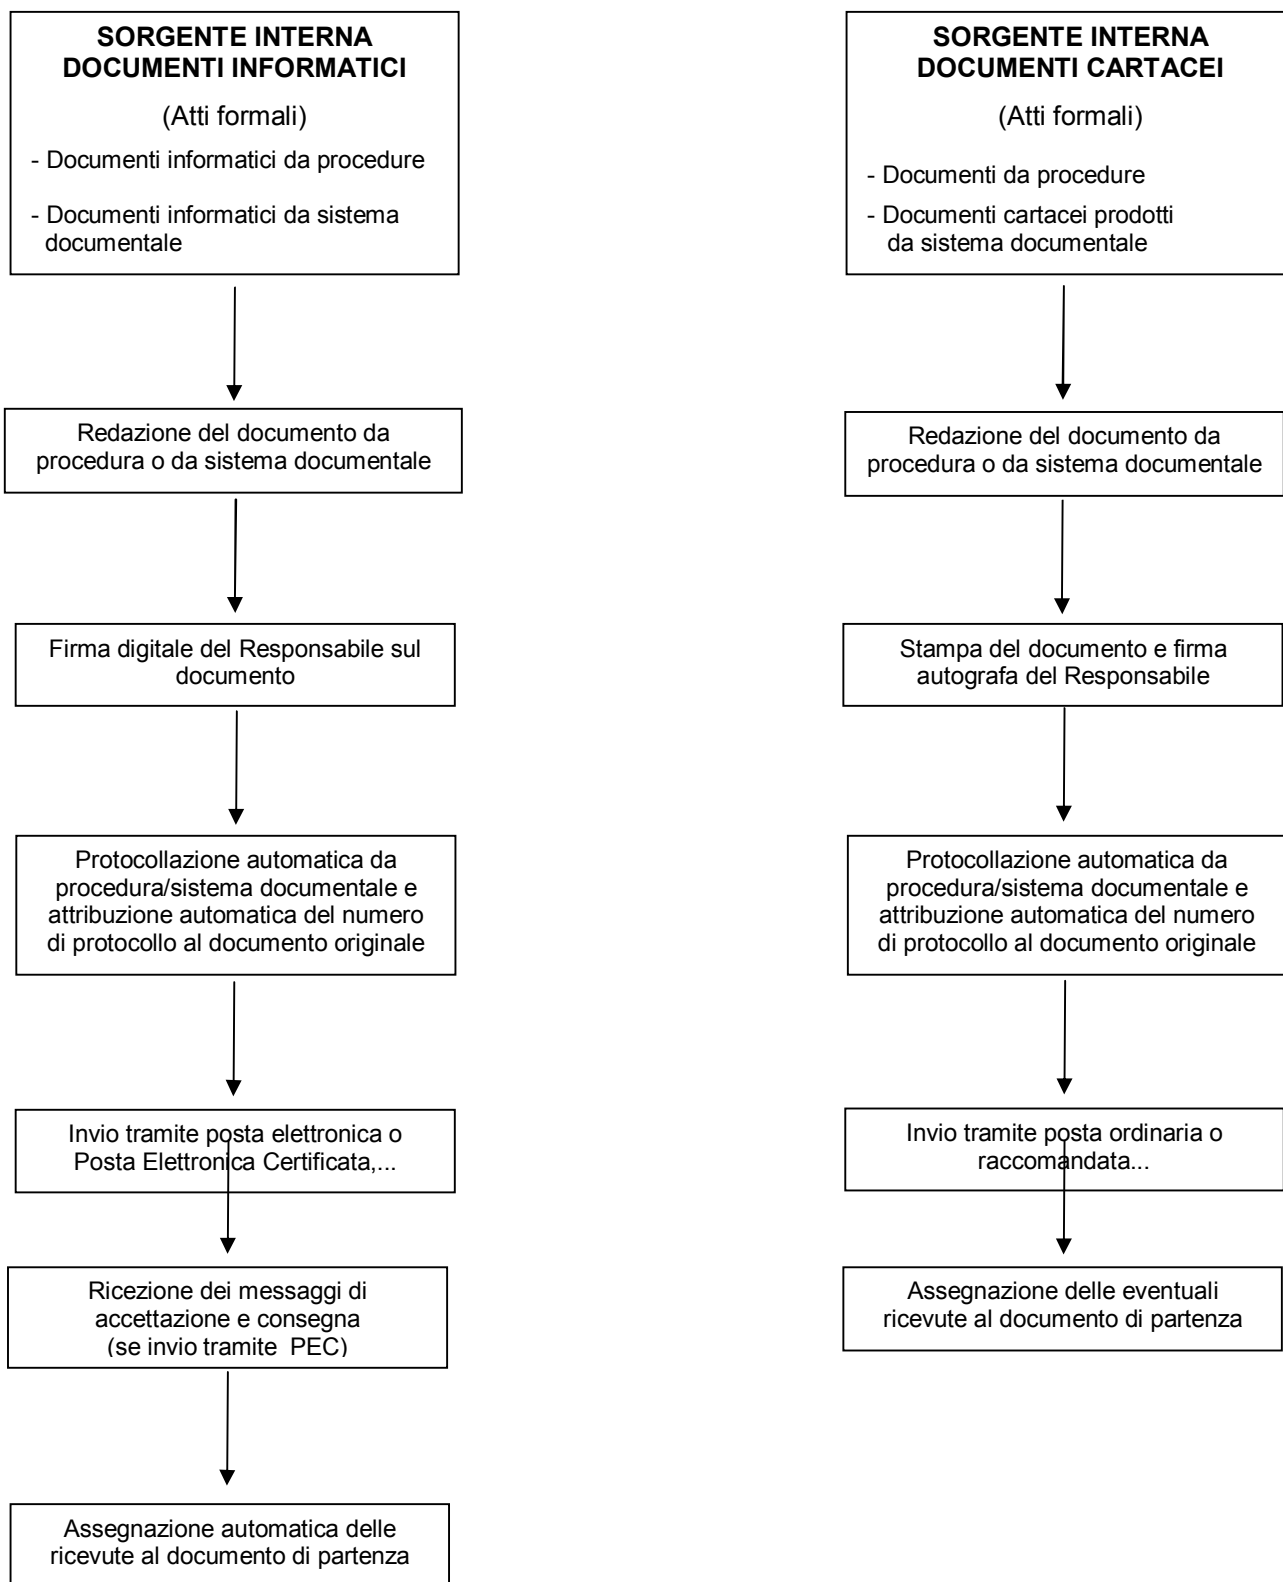 SORGENTE INTERNA
DOCUMENTI INFORMATICI
(Atti formali)
- Documenti informatici da procedure
- Documenti informatici da sistema
documentale
Redazione del documento da
procedura o da sistema documentale
Firma digitale del Responsabile sul
documento
Protocollazione automatica da
procedura/sistema documentale e
attribuzione automatica del numero
di protocollo al documento originale
Invio tramite posta elettronica o
Posta Elettronica Certificata,...
Ricezione dei messaggi di
accettazione e consegna
(se invio tramite PEC)
Assegnazione automatica delle
ricevute al documento di partenza
SORGENTE INTERNA
DOCUMENTI CARTACEI
(Atti formali)
- Documenti da procedure
- Documenti cartacei prodotti
da sistema documentale
Redazione del documento da
procedura o da sistema documentale
Stampa del documento e firma
autografa del Responsabile
Protocollazione automatica da
procedura/sistema documentale e
attribuzione automatica del numero
di protocollo al documento originale
Invio tramite posta ordinaria o
raccomandata...
Assegnazione delle eventuali
ricevute al documento di partenza